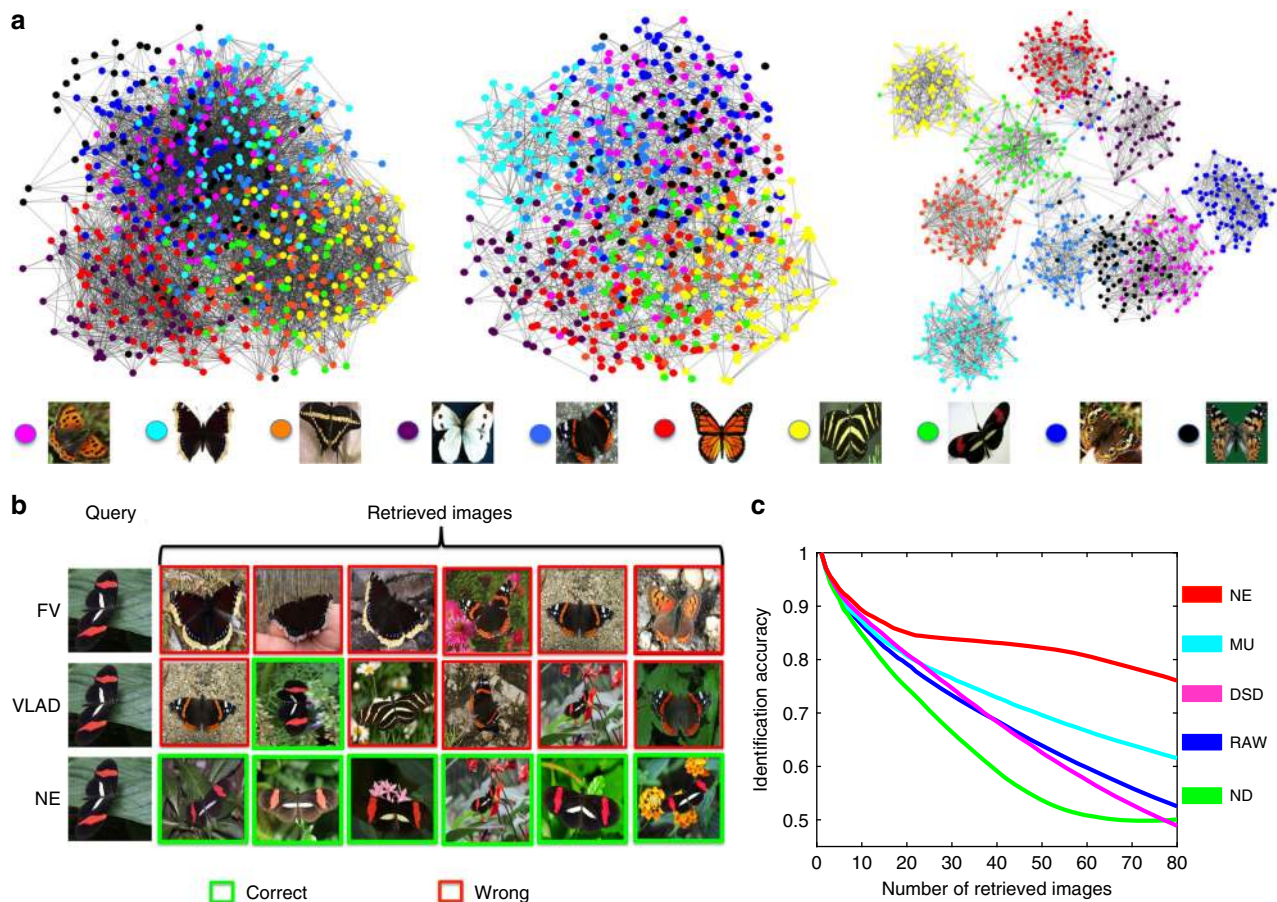 a
b
Query
Retrieved images
FV
VLAD
NE
Correct
Wrong
c
Identification accuracy
1
0.9
0.8
0.7
0.6
0.5
0 10 20 30 40 50 60 70 80
Number of retrieved images
NE
MU
DSD
RAW
ND